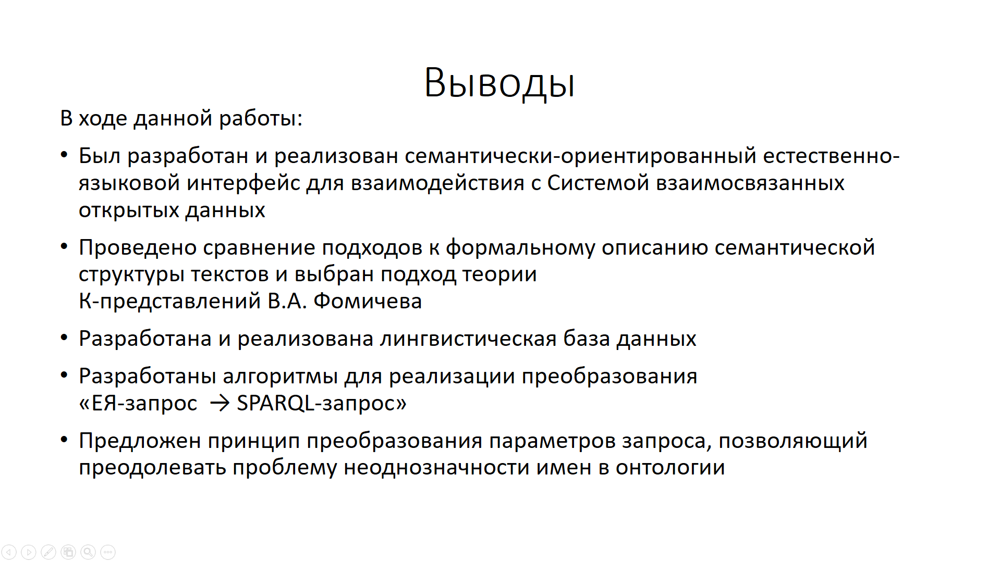 Выводы
В ходе данной работы:
• Был разработан и реализован семантически-ориентированный естественно-
языковой интерфейс для взаимодействия с Системой взаимосвязанных
открытых данных
• Проведено сравнение подходов к формальному описанию семантической
структуры текстов и выбран подход теории
К-представлений В.А. Фомичева
• Разработана и реализована лингвистическая база данных
• Разработаны алгоритмы для реализации преобразования
«ЕЯ-запрос → SPARQL-запрос»
• Предложен принцип преобразования параметров запроса, позволяющий
преодолевать проблему неоднозначности имен в онтологии